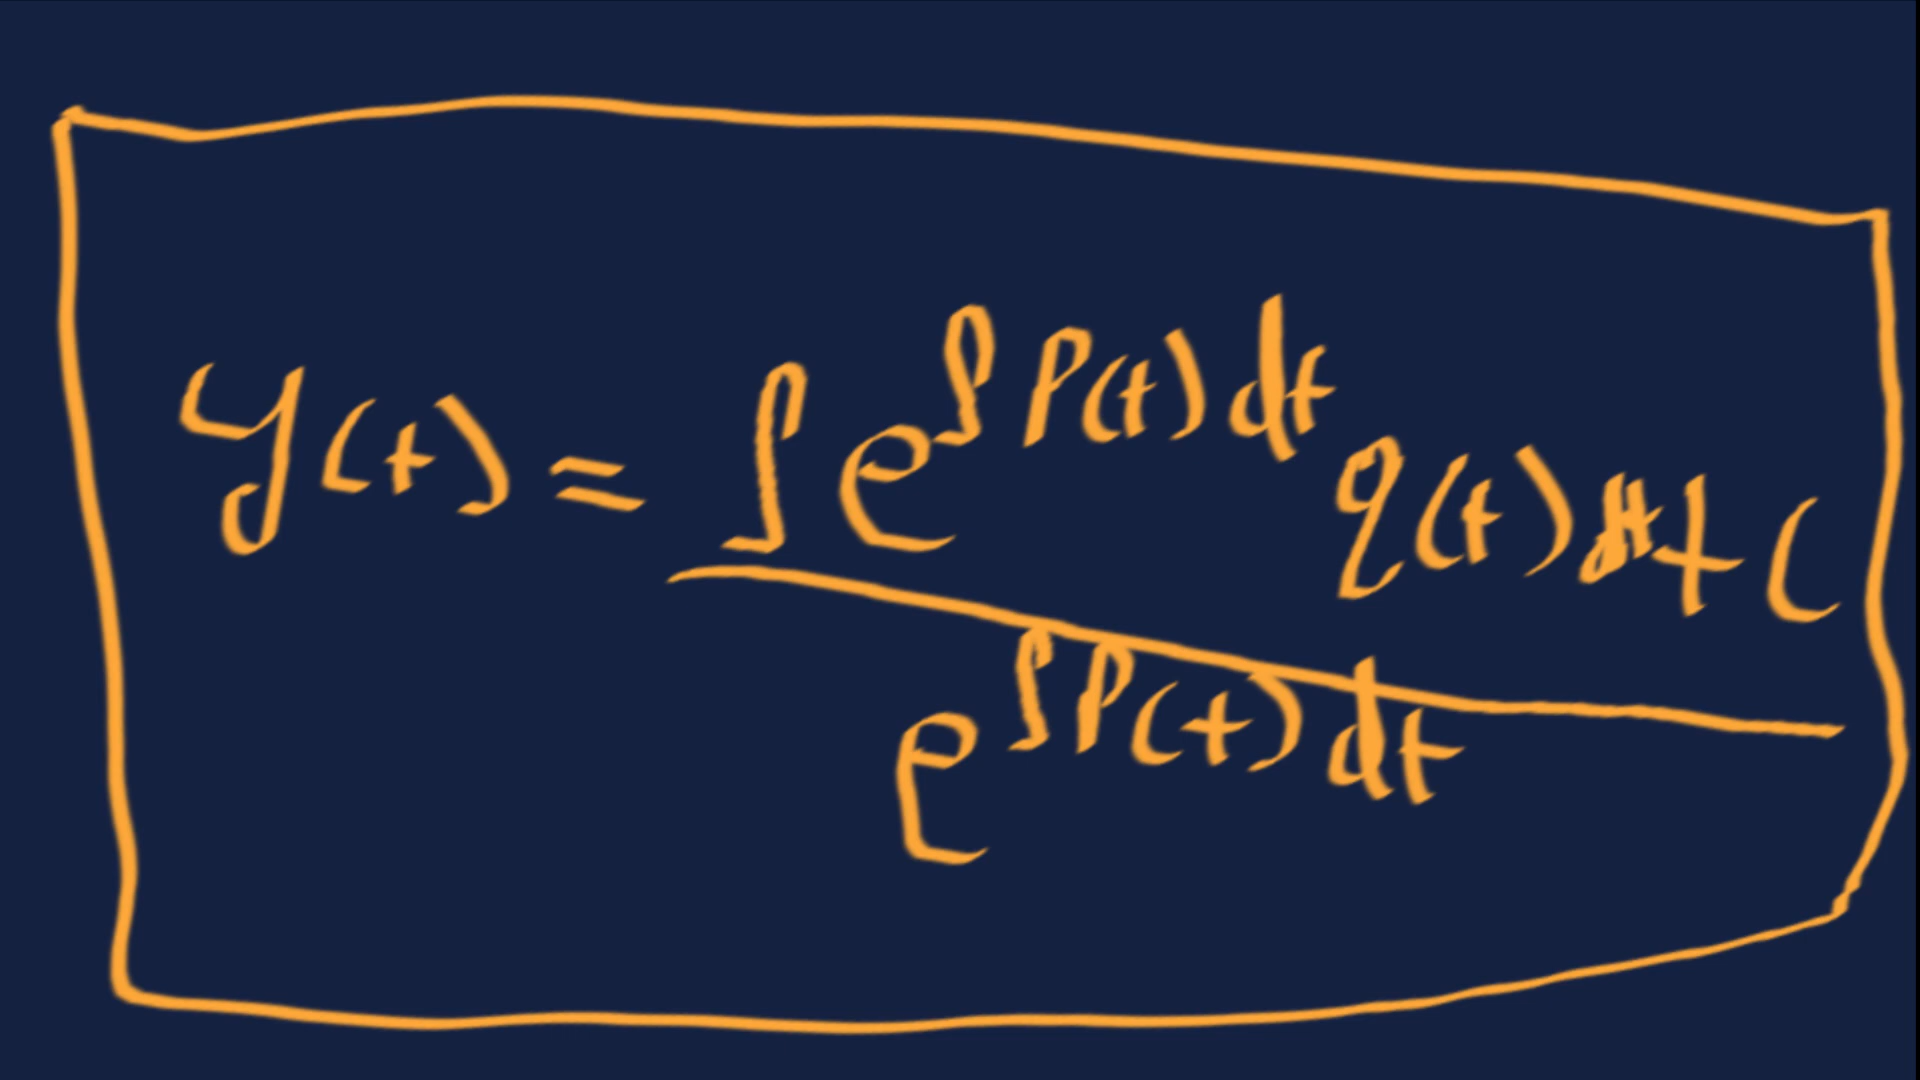 y(t) = ∫ e^{∫ P(t) dt} q(t) dt + C
e^{∫ P(t) dt}